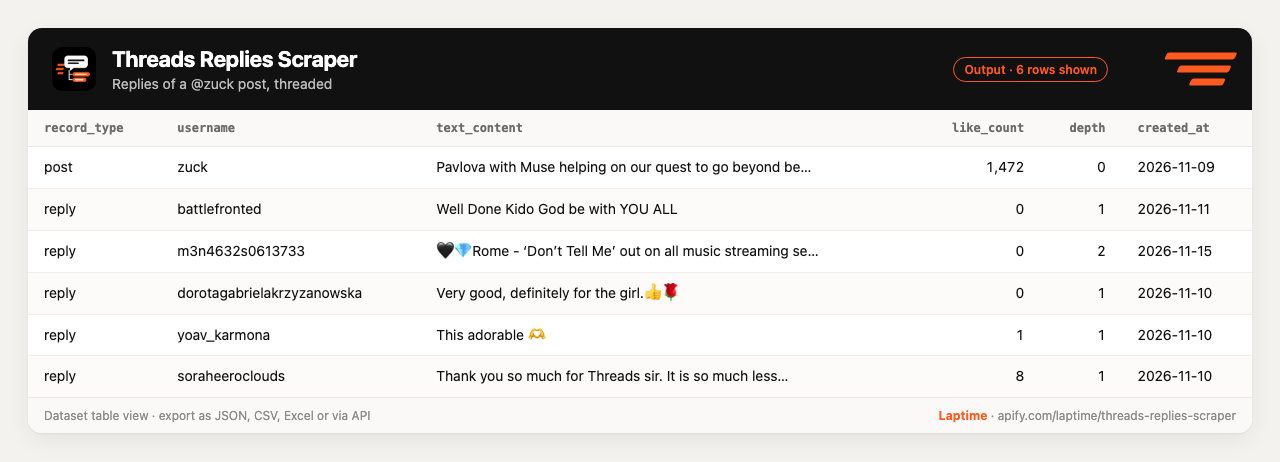 Threads Replies Scraper
Replies of a @zuck post, threaded
Output · 6 rows shown
record_type username text_content like_count depth created_at
post zuck Pavlova with Muse helping on our quest to go beyond be... 1,472 0 2026-11-09
reply battlefronted Well Done Kido God be with YOU ALL 0 1 2026-11-11
reply m3n4632s0613733 🖤💎Rome - ‘Don’t Tell Me’ out on all music streaming se... 0 2 2026-11-15
reply dorotagabrielakrzyzanowska Very good, definitely for the girl.👍🌹 0 1 2026-11-10
reply yoav_karmona This adorable 🫶 1 1 2026-11-10
reply soraheeroclouds Thank you so much for Threads sir. It is so much less... 8 1 2026-11-10
Dataset table view · export as JSON, CSV, Excel or via API
Laptime · apify.com/laptime/threads-replies-scraper